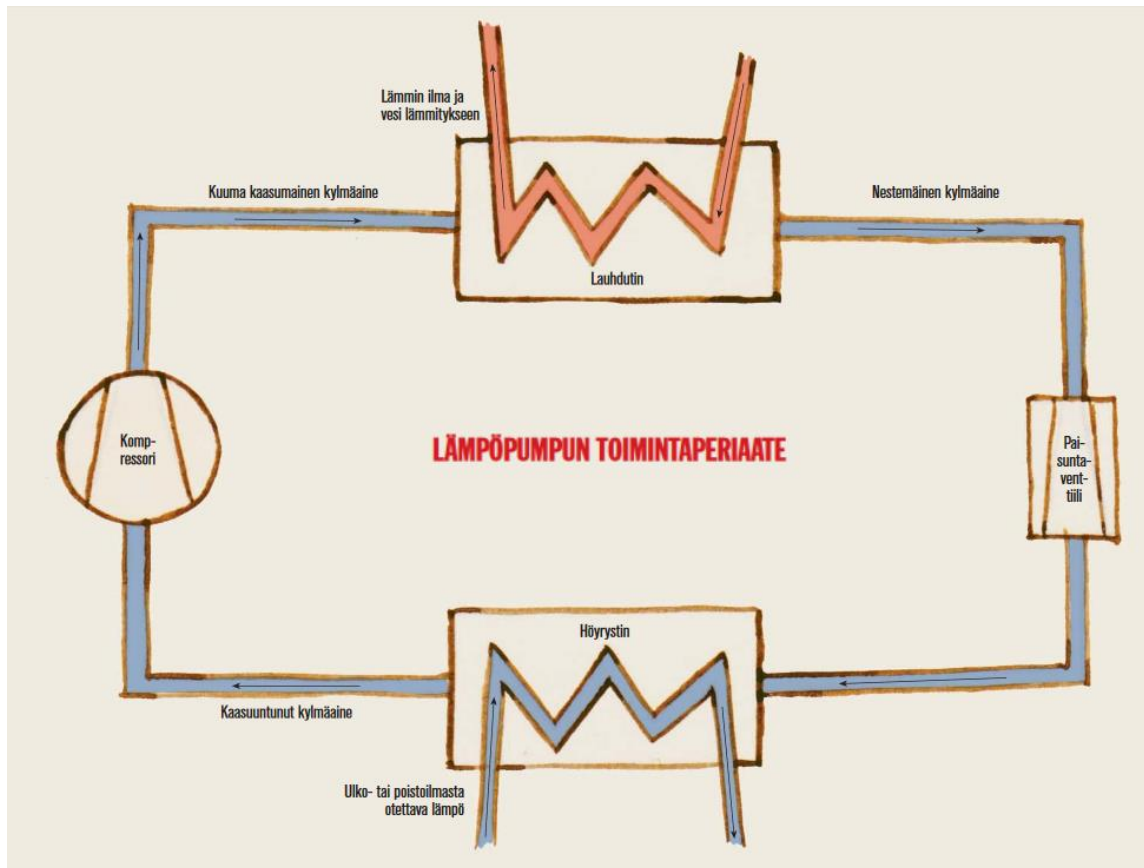 Lämmin ilma ja
vesi lämmitykseen
Kuuma kaasumainen kylmäaine
Nestemäinen kylmäaine
Lauhdutin
Komp-
ressori
LÄMPÖPUMPUN TOIMINTAPERIAATE
Pai-
sunta-
vent-
tiili
Höyrystin
Kaasuuntunut kylmäaine
Ulko- tai poistoilmasta
otettava lämpö